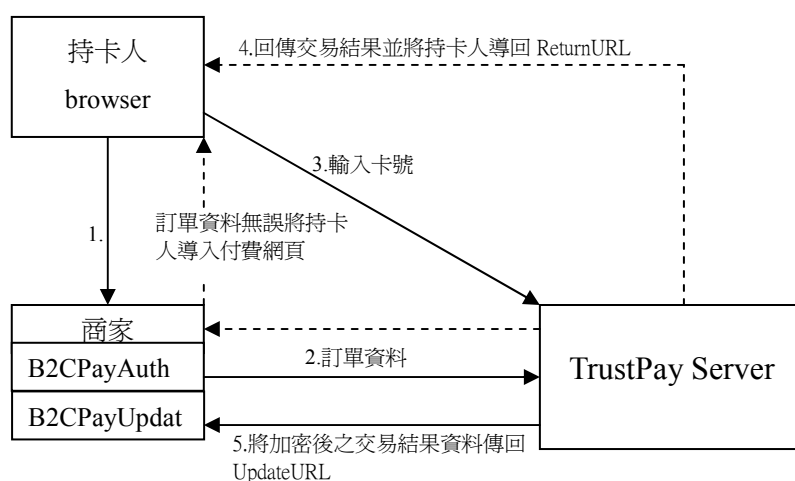 持卡人
browser
4.回傳交易結果並將持卡人導回 ReturnURL
3.輸入卡號
1.
訂單資料無誤將持卡
人導入付費網頁
商家
B2CPayAuth
B2CPayUpdat
2.訂單資料
TrustPay Server
5.將加密後之交易結果資料傳回
UpdateURL